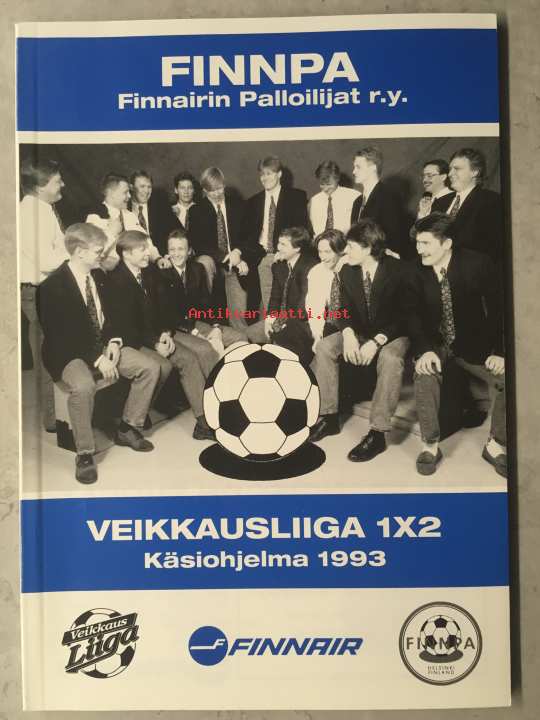 FINNPA
Finnairin Palloilijat r.y.
Antikvariaatti.net
VEIKKAUSLIIGA 1X2
Käsiohjelma 1993
Veikkaus
Liiga
FINNAIR
FINNPA
HELSINKI
FINLAND